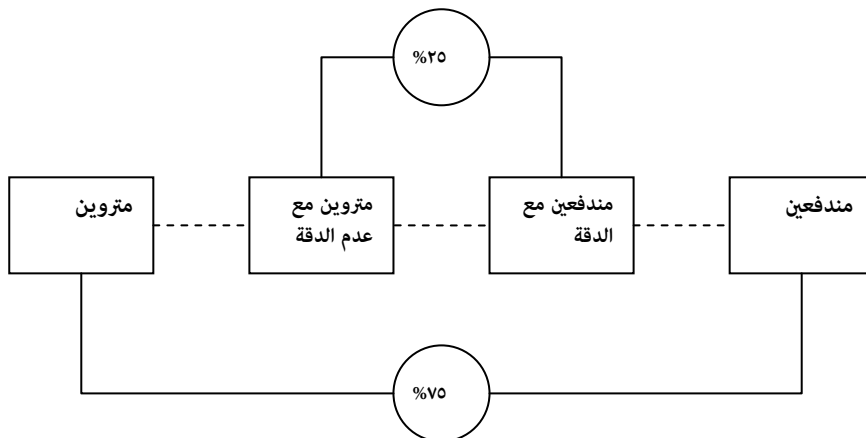 %٢٥
مندفعين
مندفعين مع
الدقة
متروين مع
عدم الدقة
متروين
%٧٥